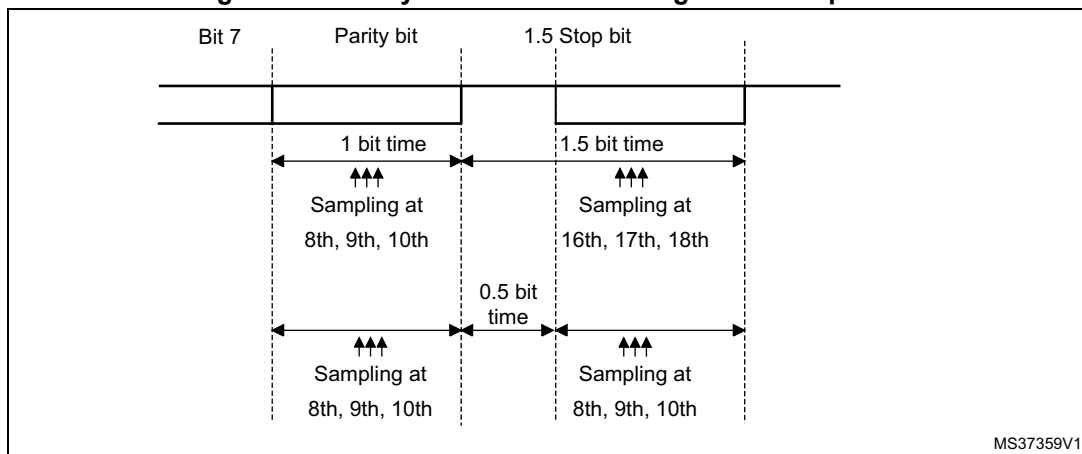 Bit 7 Parity bit 1.5 Stop bit
1 bit time 1.5 bit time
Sampling at Sampling at
8th, 9th, 10th 16th, 17th, 18th
0.5 bit
time
Sampling at Sampling at
8th, 9th, 10th 8th, 9th, 10th
MS37359V1